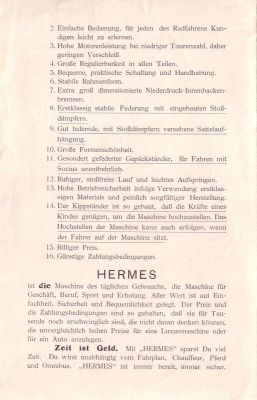 2. Einfache Bedienung, für jeden des Radfahrens Kun-
digen leicht zu erlernen.
3. Hohe Motorenleistung bei niedriger Tourenzahl, daher
geringen Verschleiß.
4. Große Regulierbarkeit in allen Teilen.
5. Bequeme, praktische Schaltung und Handhabung.
6. Stabile Rahmenform.
7. Extra groß dimensionierte Niederdruck-Innenbacken-
bremsen.
8. Erstklassig stabile Federung mit eingebauten Stoß-
dämpfern.
9. Gut federnde, mit Stoßdämpfern versehene Sattelauf-
hängung.
10. Große Formenschönheit.
11. Gesondert gefederter Gepäckständer, für Fahren mit
Socius unentbehrlich.
12. Ruhiger, stoßfreier Lauf und leichtes Aufspringen.
13. Hohe Betriebsicherheit infolge Verwendung erstklas-
sigen Materials und peinlich sorgfältiger Herstellung.
14. Der Kippständer ist so gebaut, daß die Kräfte eines
Kindes genügen, um die Maschine hochzustellen. Das
Hochstellen der Maschine kann auch erfolgen, wenn
der Fahrer auf der Maschine sitzt.
15. Billiger Preis.
16. Günstige Zahlungsbedingungen.
HERMES
ist die Maschine des täglichen Gebrauchs, die Maschine für
Geschäft, Beruf, Sport und Erholung. Aller Wert ist auf Ein-
fachheit, Sicherheit und Bequemlichkeit gelegt. Der Preis und
die Zahlungsbedingungen sind so gehalten, daß sie für Tau-
sende noch erschwinglich sind, die nicht daran denken können,
die unvergleichlich hohen Preise für eine Luxusmaschine oder
für ein Auto anzulegen.
Zeit ist Geld. Mit „HERMES" sparst Du viel
Zeit. Du wirst unabhängig vom Fahrplan, Chauffeur, Pferd
und Omnibus. „HERMES" ist immer bereit, immer sicher.